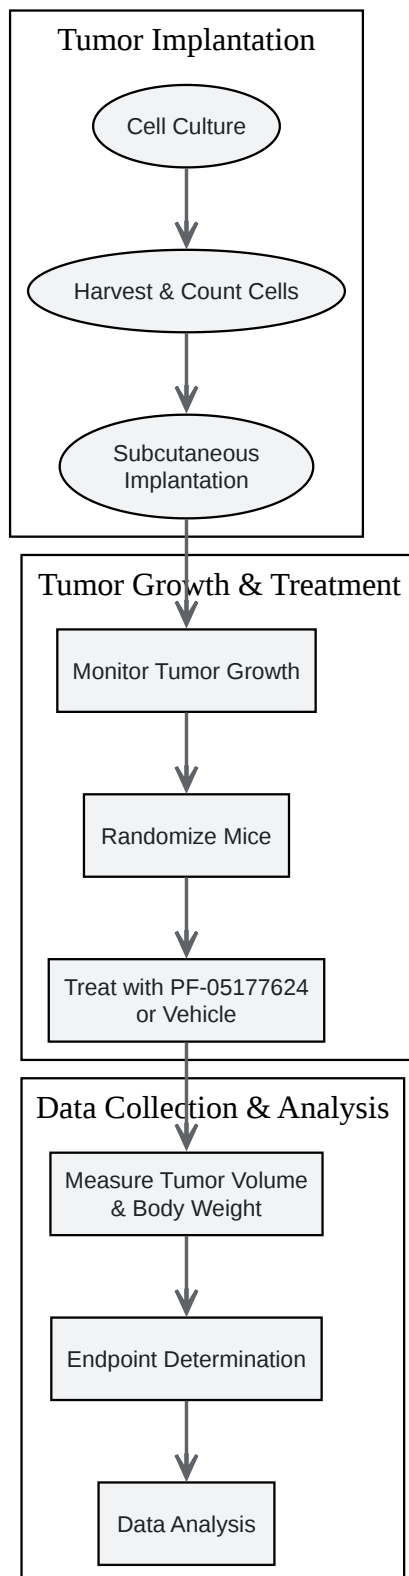 Tumor Implantation
Cell Culture
Harvest & Count Cells
Subcutaneous
Implantation
Tumor Growth & Treatment
Monitor Tumor Growth
Randomize Mice
Treat with PF-05177624
or Vehicle
Data Collection & Analysis
Measure Tumor Volume
& Body Weight
Endpoint Determination
Data Analysis